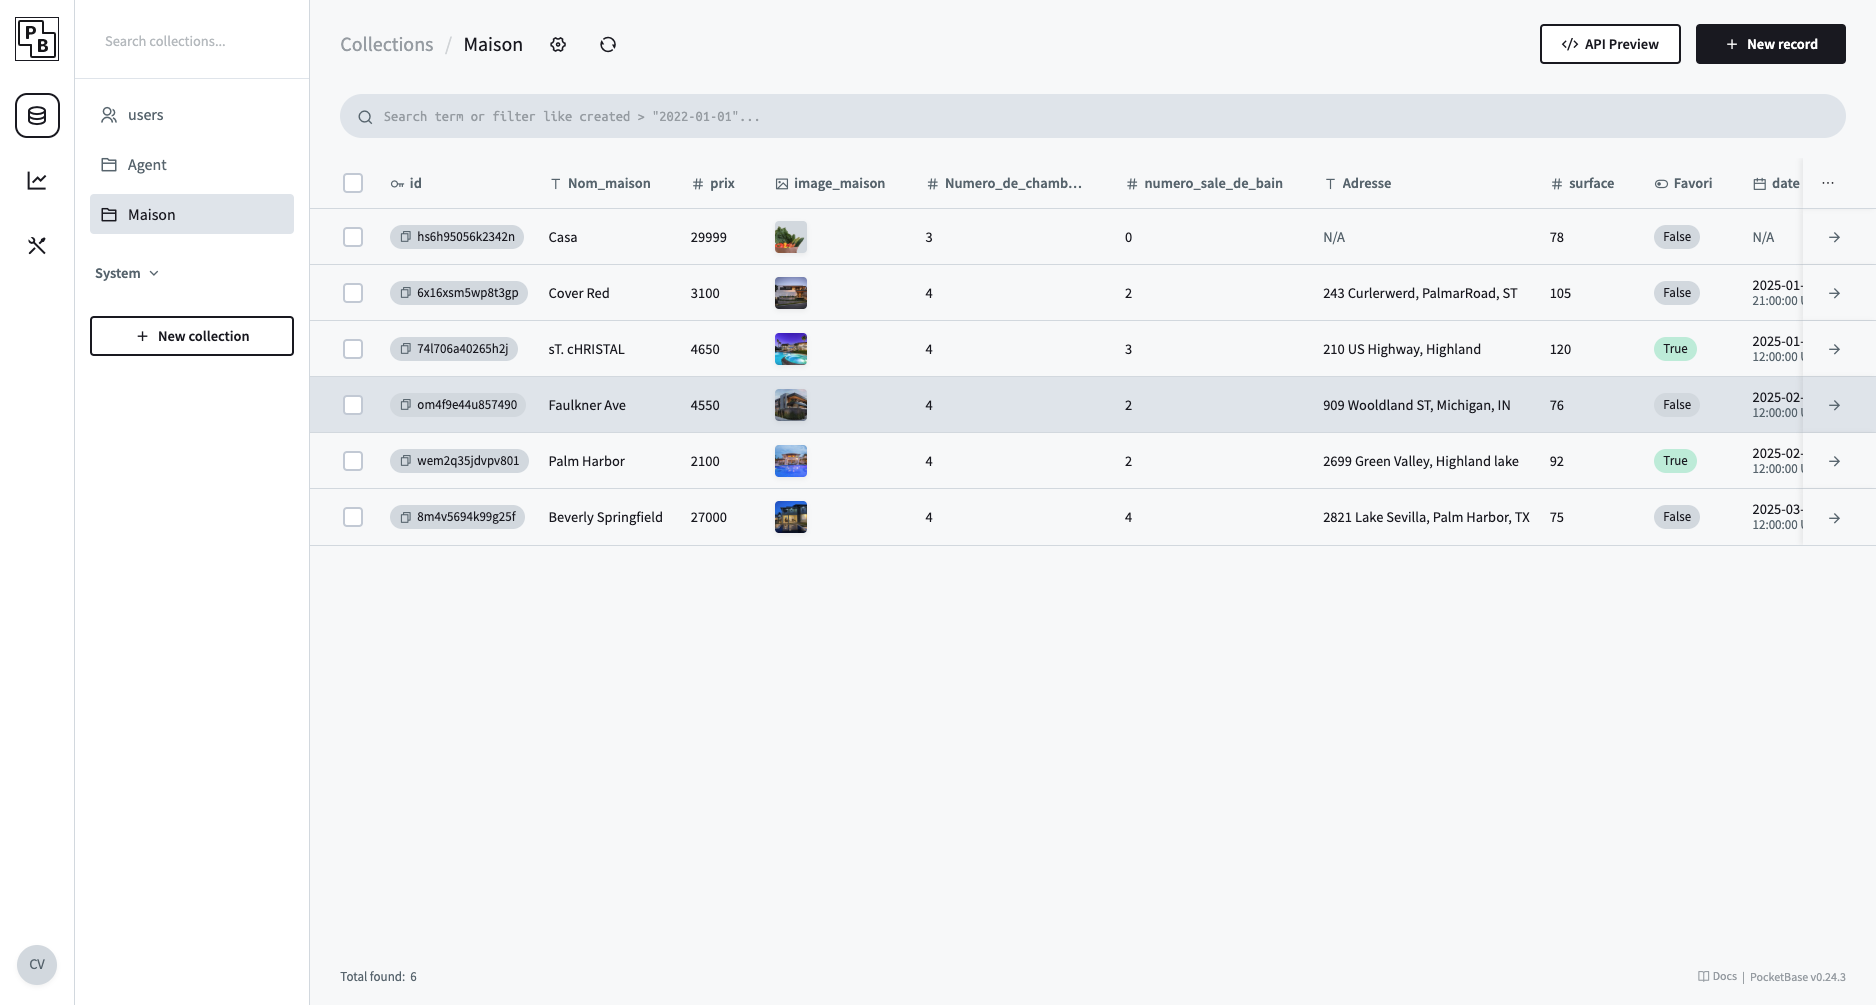 PB
Search collections...
Collections / Maison
API Preview
New record
users
Agent
Maison
System
New collection
Search term or filter like created > "2022-01-01"...
id Nom_maison prix image_maison Numero_de_chamb... numero_sale_de_bain Adresse surface Favori date ...
hs6h95056k2342n Casa 29999 3 0 N/A 78 False N/A
6x16xsm5wp8t3gp Cover Red 3100 4 2 243 Curlerwerd, PalmarRoad, ST 105 False 2025-01-
21:00:00
74l706a40265h2j sT. cHRISTAL 4650 4 3 210 US Highway, Highland 120 True 2025-01-
12:00:00
om4f9e44u857490 Faulkner Ave 4550 4 2 909 Wooldland ST, Michigan, IN 76 False 2025-02-
12:00:00
wem2q35jdvpv801 Palm Harbor 2100 4 2 2699 Green Valley, Highland lake 92 True 2025-02-
12:00:00
8m4v5694k99g25f Beverly Springfield 27000 4 4 2821 Lake Sevilla, Palm Harbor, TX 75 False 2025-03-
12:00:00
CV
Total found: 6
Docs | PocketBase v0.24.3